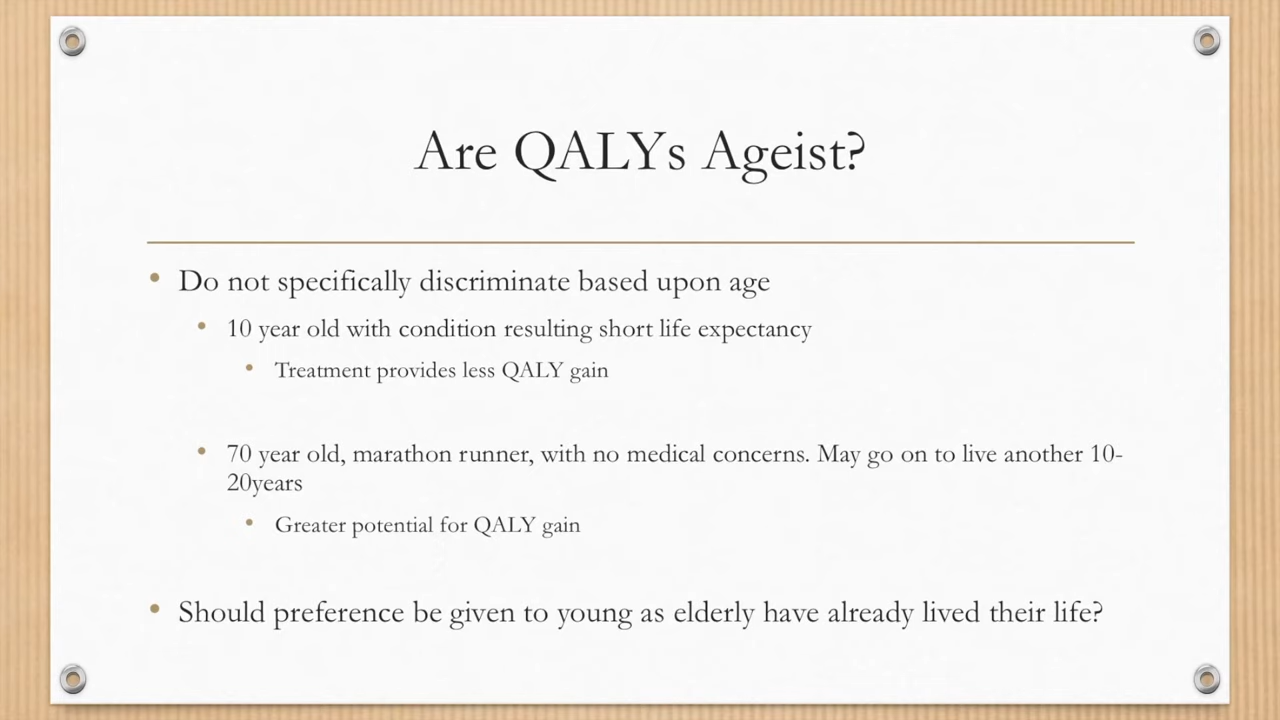 Are QALYs Ageist?
• Do not specifically discriminate based upon age
• 10 year old with condition resulting short life expectancy
• Treatment provides less QALY gain
• 70 year old, marathon runner, with no medical concerns. May go on to live another 10-
20years
• Greater potential for QALY gain
• Should preference be given to young as elderly have already lived their life?